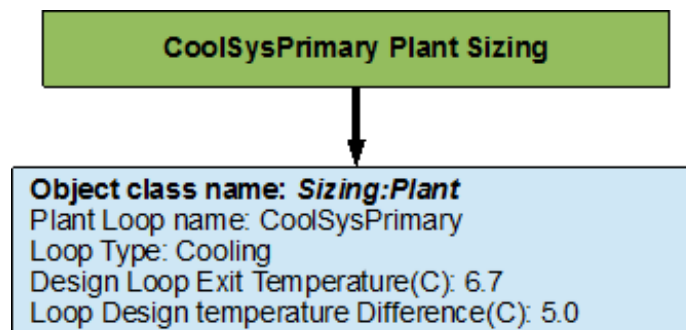 CoolSysPrimary Plant Sizing
Object class name: Sizing:Plant
Plant Loop name: CoolSysPrimary
Loop Type: Cooling
Design Loop Exit Temperature(C): 6.7
Loop Design temperature Difference(C): 5.0